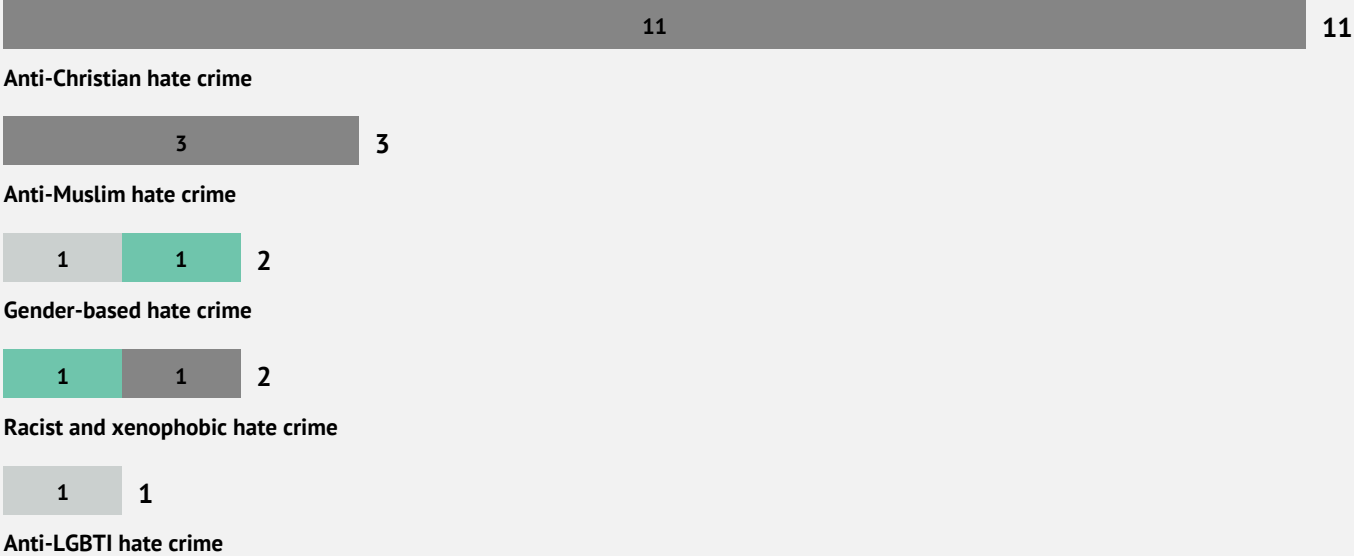 11 11
Anti-Christian hate crime
3 3
Anti-Muslim hate crime
1 1 2
Gender-based hate crime
1 1 2
Racist and xenophobic hate crime
1 1
Anti-LGBTI hate crime